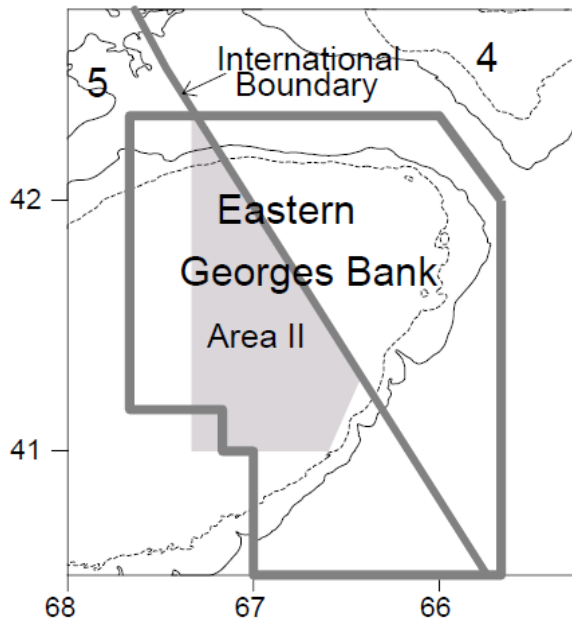 International
Boundary
5
4
42
Eastern
Georges Bank
Area II
41
68
67
66